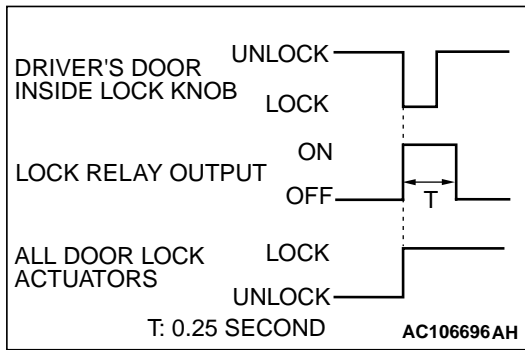 DRIVER'S DOOR
INSIDE LOCK KNOB
UNLOCK
LOCK
LOCK RELAY OUTPUT
ON
OFF
T
ALL DOOR LOCK
ACTUATORS
LOCK
UNLOCK
T: 0.25 SECOND
AC106696AH